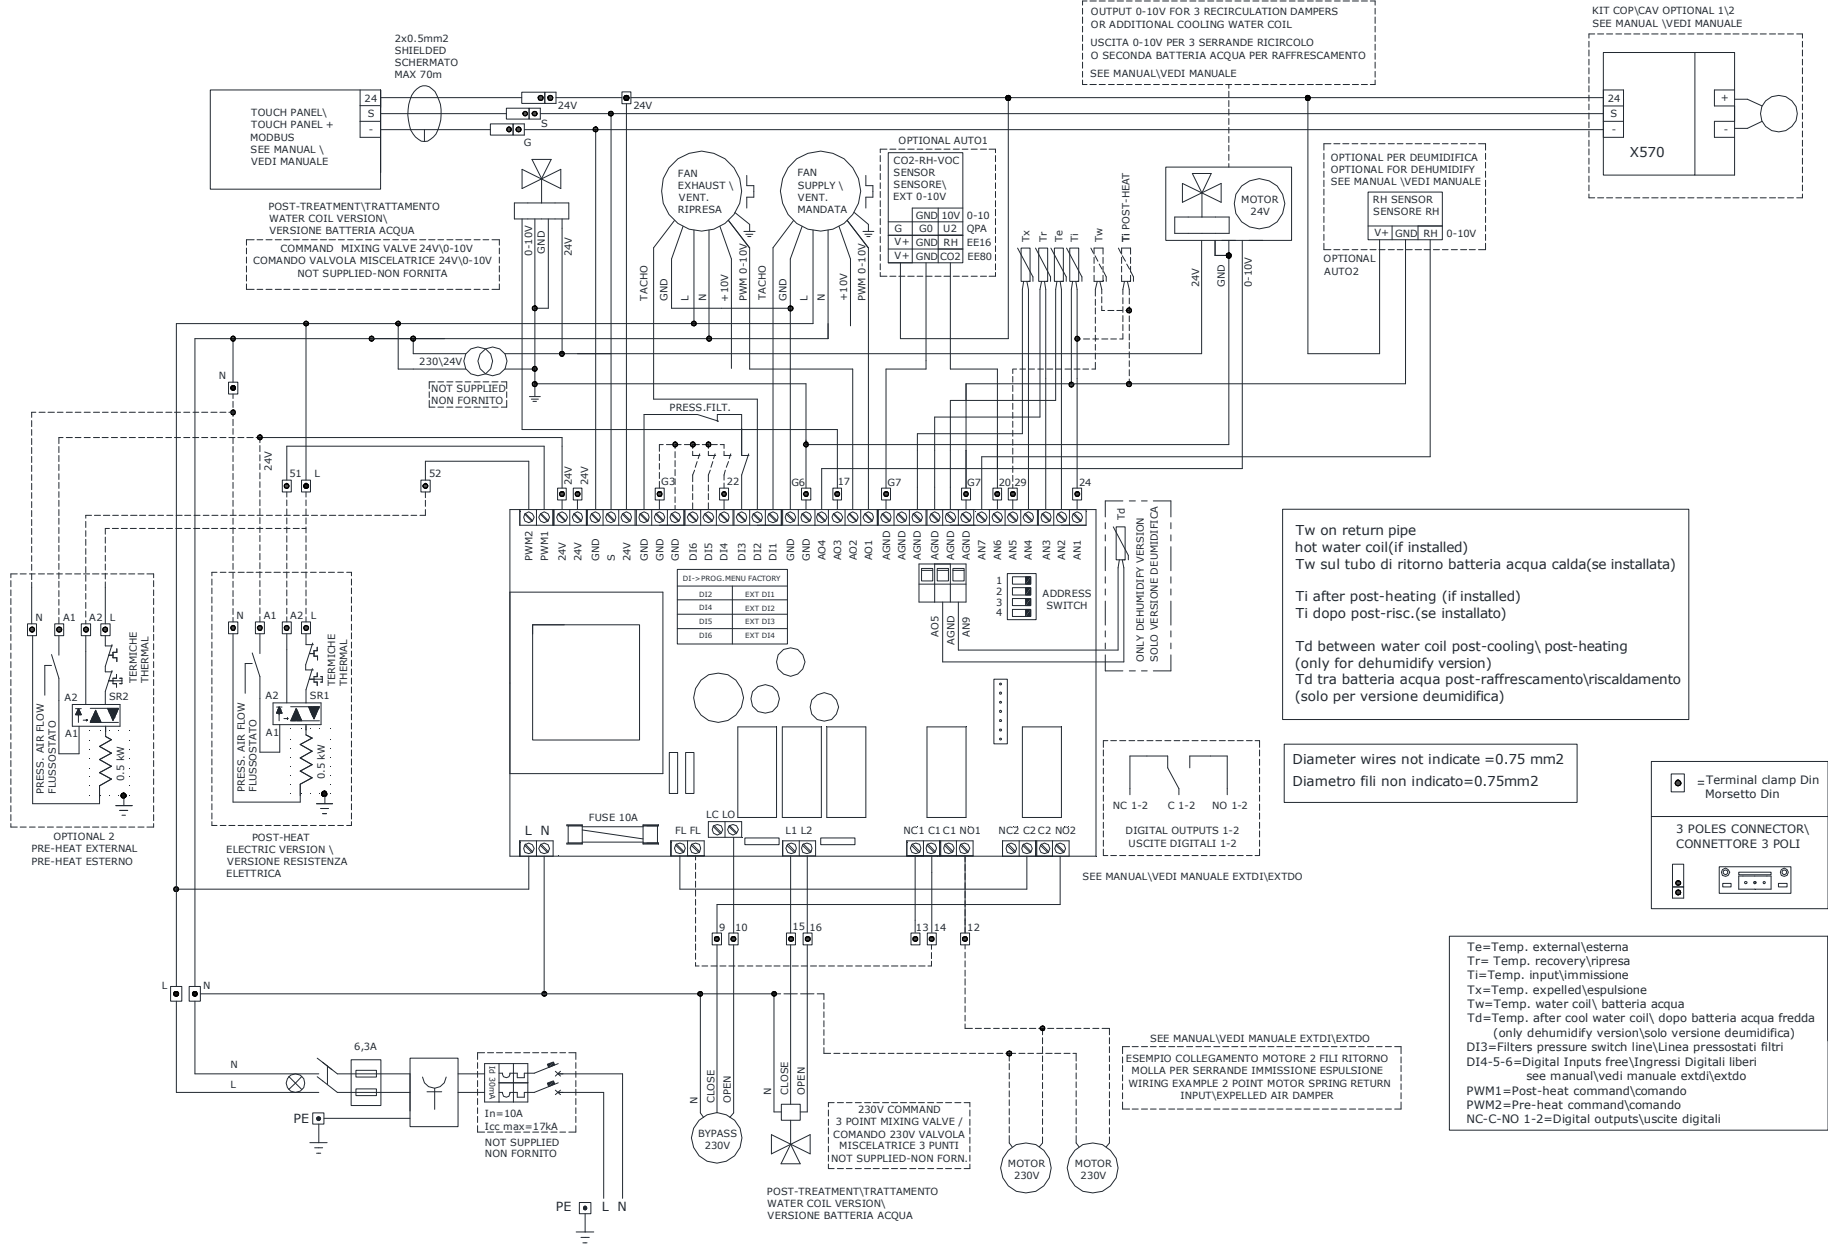 2x0.5mm2
SHIELDED
SCHERMATO
MAX 70m
TOUCH PANEL\
TOUCH PANEL +
MODBUS
SEE MANUAL \
VEDI MANUALE
24
S
-
24V
S
G
24V
OUTPUT 0-10V FOR 3 RECIRCULATION DAMPERS
OR ADDITIONAL COOLING WATER COIL
USCITA 0-10V PER 3 SERRANDE RICIRCOLO
O SECONDA BATTERIA ACQUA PER RAFFRESCAMENTO
SEE MANUAL\VEDI MANUALE
KIT COP\CAV OPTIONAL 1\2
SEE MANUAL \VEDI MANUALE
24
S
-
+
-
X570
POST-TREATMENT\TRATTAMENTO
WATER COIL VERSION\
VERSIONE BATTERIA ACQUA
COMMAND MIXING VALVE 24V\0-10V
COMANDO VALVOLA MISCELATRICE 24V\0-10V
NOT SUPPLIED-NON FORNITA
0-10V
GND
24V
FAN
EXHAUST \
VENT.
RIPRESA
TACHO
GND
L
N
+10V
PWM 0-10V
FAN
SUPPLY \
VENT.
MANDATA
TACHO
GND
L
N
+10V
PWM 0-10V
OPTIONAL AUTO1
CO2-RH-VOC
SENSOR
SENSORE\
EXT 0-10V
GND 10V 0-10
G G0 U2 QPA
V+ GND RH EE16
V+ GND CO2 EE80
Tx
Tr
Te
Ti
Tw
Ti POST-HEAT
MOTOR
24V
24V
GND
0-10V
OPTIONAL PER DEUMIDIFICA
OPTIONAL FOR DEHUMIDIFY
SEE MANUAL \VEDI MANUALE
RH SENSOR
SENSORE RH
V+ GND RH 0-10V
OPTIONAL
AUTO2
230\24V
NOT SUPPLIED
NON FORNITO
N
24V
51
L
52
24V
24V
PRESS.FILT.
G3
22
G6
17
G7
G7
20
29
24
PWM2
PWM1
24V
24V
GND
S
24V
GND
GND
GND
DI6
DI5
DI4
DI3
DI2
DI1
GND
GND
AO4
AO3
AO2
AO1
AGND
AGND
AGND
AGND
AGND
AGND
AN7
AN6
AN5
AN4
AN3
AN2
AN1
DI->PROG.MENU FACTORY
DI2 EXT DI1
DI4 EXT DI2
DI5 EXT DI3
DI6 EXT DI4
AO5
AGND
AN9
1
2
3
4
ADDRESS
SWITCH
Td
ONLY DEHUMIDIFY VERSION
SOLO VERSIONE DEUMIDIFICA
Tw on return pipe
hot water coil(if installed)
Tw sul tubo di ritorno batteria acqua calda(se installata)
Ti after post-heating (if installed)
Ti dopo post-risc.(se installato)
Td between water coil post-cooling\ post-heating
(only for dehumidify version)
Td tra batteria acqua post-raffrescamento\riscaldamento
(solo per versione deumidifica)
Diameter wires not indicate =0.75 mm2
Diametro fili non indicato=0.75mm2
N
A1
A2
L
TERMICHE
THERMAL
A2
SR2
A1
PRESS. AIR FLOW
FLUSSOSTATO
0.5 kW
OPTIONAL 2
PRE-HEAT EXTERNAL
PRE-HEAT ESTERNO
N
A1
A2
L
TERMICHE
THERMAL
A2
SR1
A1
PRESS. AIR FLOW
FLUSSOSTATO
0.5 kW
POST-HEAT
ELECTRIC VERSION \
VERSIONE RESISTENZA
ELETTRICA
L N
FUSE 10A
FL FL
LC LO
L1 L2
NC1 C1 C1 NO1
NC2 C2 C2 NO2
NC 1-2 C 1-2 NO 1-2
DIGITAL OUTPUTS 1-2
USCITE DIGITALI 1-2
SEE MANUAL\VEDI MANUALE EXTDI\EXTDO
=Terminal clamp Din
Morsetto Din
3 POLES CONNECTOR\
CONNETTORE 3 POLI
9
10
15
16
13
14
12
L
N
6,3A
N
L
PE
Id 30mA
In=10A
Icc max=17kA
NOT SUPPLIED
NON FORNITO
PE
L N
N
CLOSE
OPEN
BYPASS
230V
N
CLOSE
OPEN
230V COMMAND
3 POINT MIXING VALVE /
COMANDO 230V VALVOLA
MISCELATRICE 3 PUNTI
NOT SUPPLIED-NON FORN.
POST-TREATMENT\TRATTAMENTO
WATER COIL VERSION\
VERSIONE BATTERIA ACQUA
SEE MANUAL\VEDI MANUALE EXTDI\EXTDO
ESEMPIO COLLEGAMENTO MOTORE 2 FILI RITORNO
MOLLA PER SERRANDE IMMISSIONE ESPULSIONE
WIRING EXAMPLE 2 POINT MOTOR SPRING RETURN
INPUT\EXPELLED AIR DAMPER
MOTOR
230V
MOTOR
230V
Te=Temp. external\esterna
Tr= Temp. recovery\ripresa
Ti=Temp. input\immissione
Tx=Temp. expelled\espulsione
Tw=Temp. water coil\ batteria acqua
Td=Temp. after cool water coil\ dopo batteria acqua fredda
(only dehumidify version\solo versione deumidifica)
DI3=Filters pressure switch line\Linea pressostati filtri
DI4-5-6=Digital Inputs free\Ingressi Digitali liberi
see manual\vedi manuale extdi\extdo
PWM1=Post-heat command\comando
PWM2=Pre-heat command\comando
NC-C-NO 1-2=Digital outputs\uscite digitali